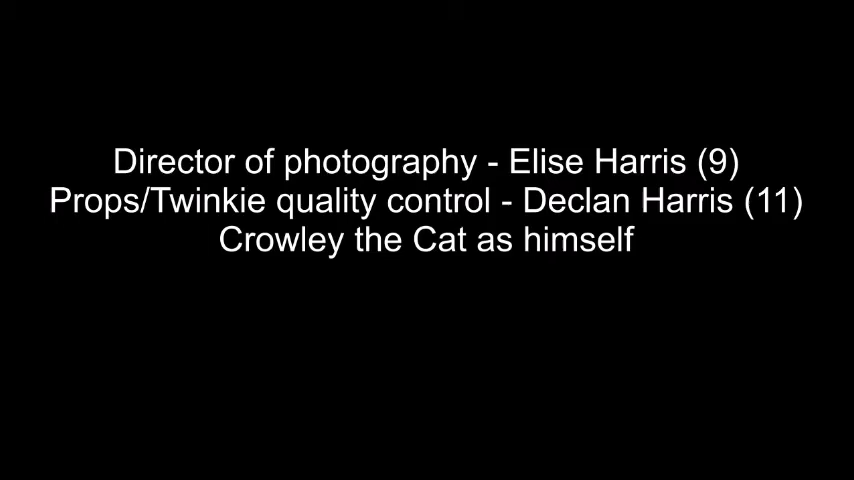 Director of photography - Elise Harris (9)
Props/Twinkie quality control - Declan Harris (11)
Crowley the Cat as himself